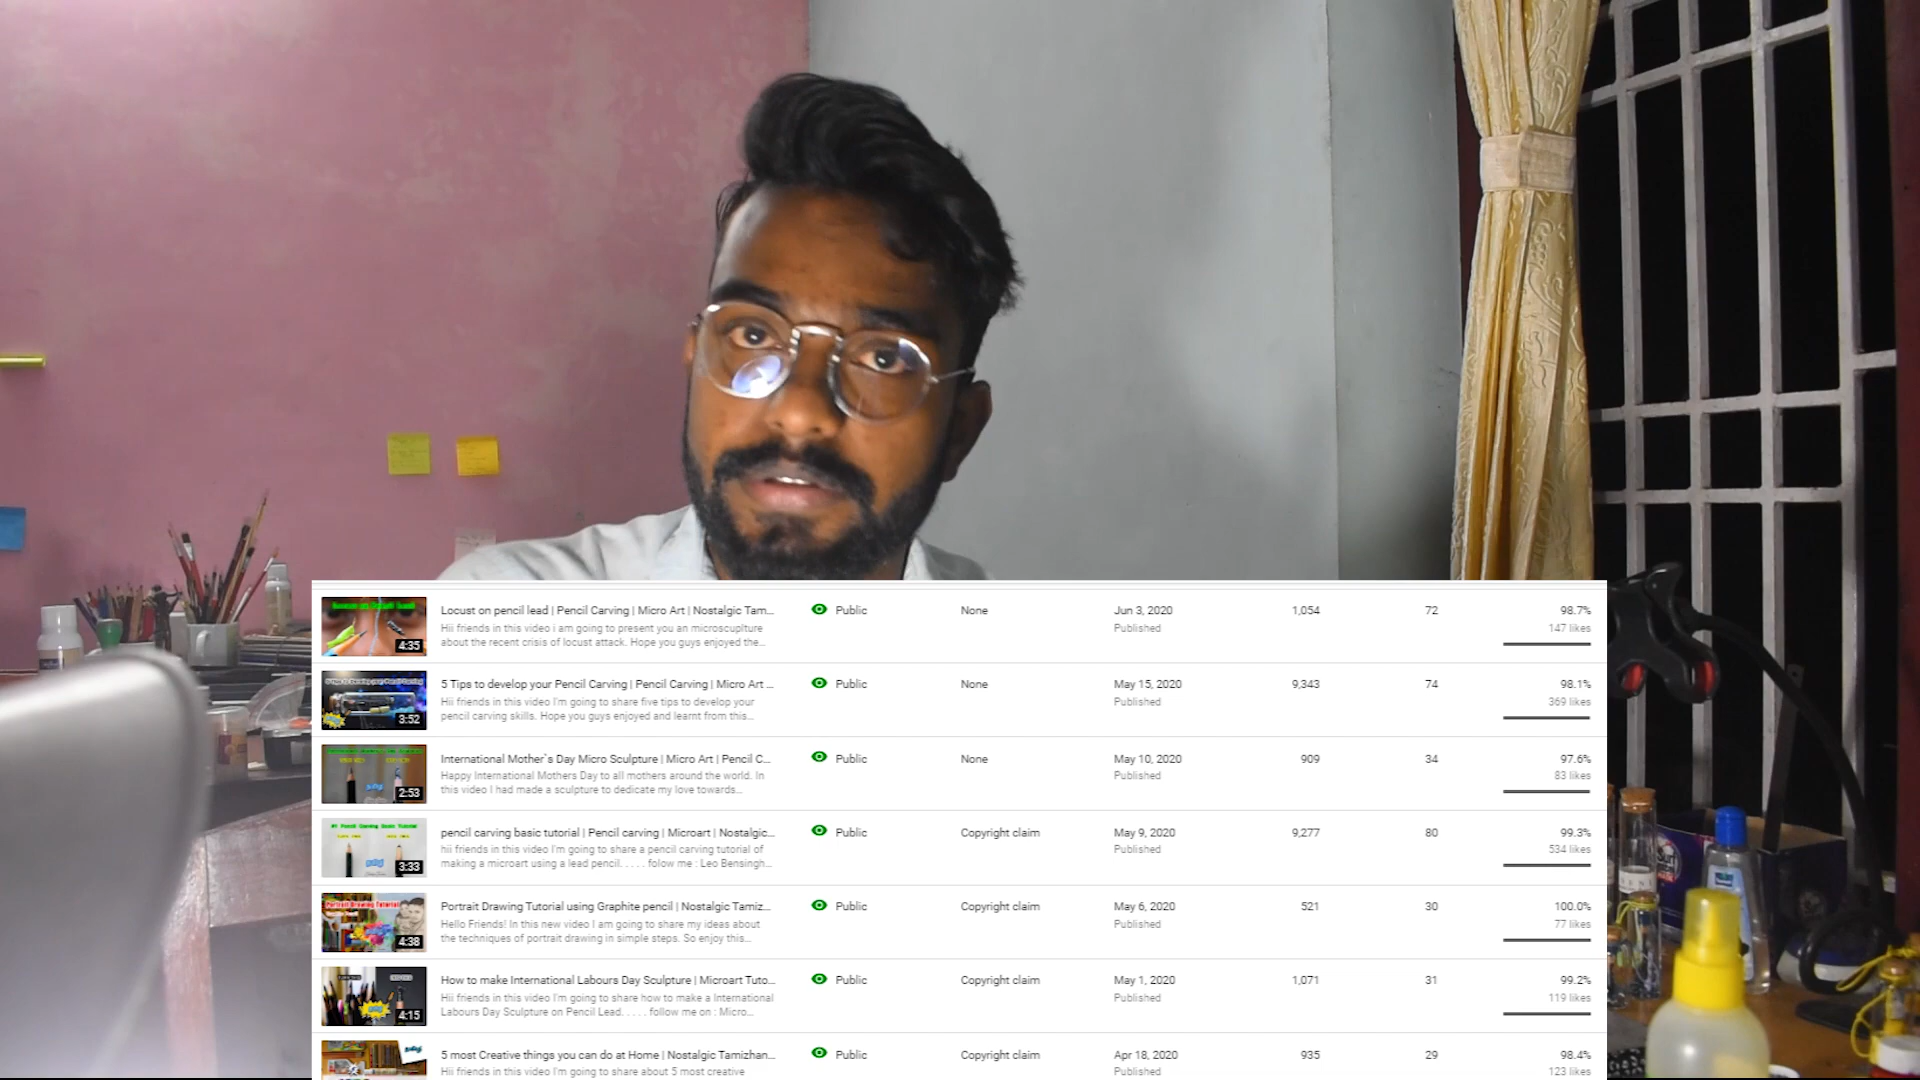 Locust on pencil lead | Pencil Carving | Micro Art | Nostalgic Tam...
Public
None
Jun 3, 2020
1,054
72
98.7%
Hii friends in this video i am going to present you an microscuplture
Published
147 likes
about the recent crisis of locust attack. Hope you guys enjoyed the...
4:35
5 Tips to develop your Pencil Carving | Pencil Carving | Micro Art ...
Public
None
May 15, 2020
9,343
74
98.1%
Hii friends in this video I'm going to share five tips to develop your
Published
369 likes
pencil carving skills. Hope you guys enjoyed and learnt from this...
3:52
International Mother`s Day Micro Sculpture | Micro Art | Pencil C...
Public
None
May 10, 2020
909
34
97.6%
Happy International Mothers Day to all mothers around the world. In
Published
83 likes
this video I had made a sculpture to dedicate my love towards...
2:53
#1 Pencil Carving Basic Tutorial
pencil carving basic tutorial | Pencil carving | Microart | Nostalgic...
Public
Copyright claim
May 9, 2020
9,277
80
99.3%
hii friends in this video I'm going to share a pencil carving tutorial of
Published
534 likes
making a microart using a lead pencil. . . . . folow me : Leo Bensingh...
3:33
Portrait Drawing Tutorial
Portrait Drawing Tutorial using Graphite pencil | Nostalgic Tamiz...
Public
Copyright claim
May 6, 2020
521
30
100.0%
Hello Friends! In this new video I am going to share my ideas about
Published
77 likes
the techniques of portrait drawing in simple steps. So enjoy this...
4:38
How to make International Labours Day Sculpture | Microart Tuto...
Public
Copyright claim
May 1, 2020
1,071
31
99.2%
Hii friends in this video I'm going to share how to make a International
Published
119 likes
Labours Day Sculpture on Pencil Lead. . . . . follow me on : Micro...
4:15
5 most Creative things you can do at Home | Nostalgic Tamizhan...
Public
Copyright claim
Apr 18, 2020
935
29
98.4%
Hii friends in this video I'm going to share about 5 most creative
Published
123 likes